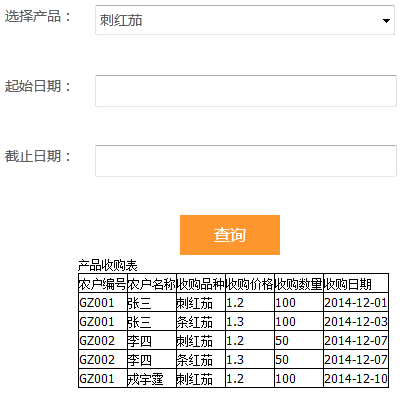 选择产品： 刺红茄
起始日期：
截止日期：
查询
产品收购表
农户编号 农户名称 收购品种 收购价格 收购数量 收购日期
GZ001 张三 刺红茄 1.2 100 2014-12-01
GZ001 张三 条红茄 1.3 100 2014-12-03
GZ002 李四 刺红茄 1.2 50 2014-12-07
GZ002 李四 条红茄 1.3 50 2014-12-07
GZ001 戎宇霆 刺红茄 1.2 100 2014-12-10